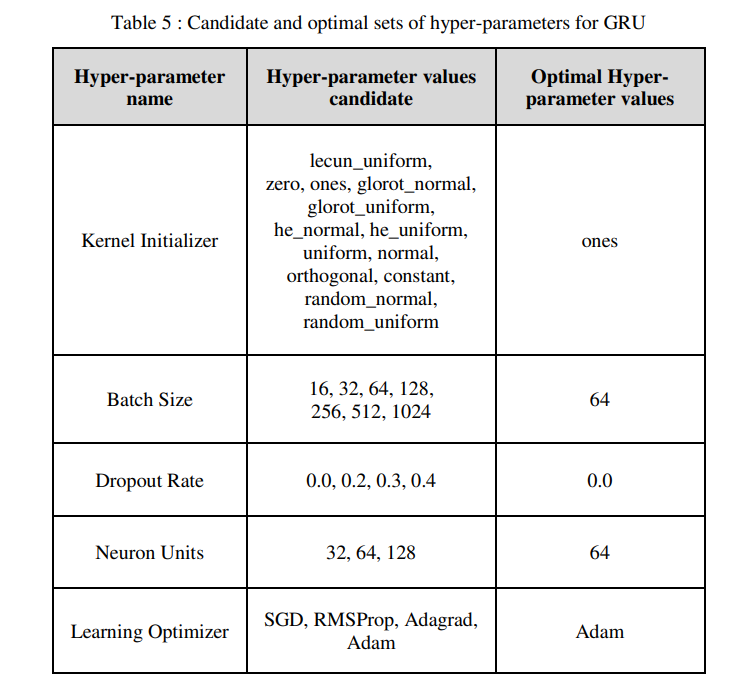 Table 5 : Candidate and optimal sets of hyper-parameters for GRU
Hyper-parameter
name
Hyper-parameter values
candidate
Optimal Hyper-
parameter values
Kernel Initializer
lecun_uniform,
zero, ones, glorot_normal,
glorot_uniform,
he_normal, he_uniform,
uniform, normal,
orthogonal, constant,
random_normal,
random_uniform
ones
Batch Size
16, 32, 64, 128,
256, 512, 1024
64
Dropout Rate
0.0, 0.2, 0.3, 0.4
0.0
Neuron Units
32, 64, 128
64
Learning Optimizer
SGD, RMSProp, Adagrad,
Adam
Adam